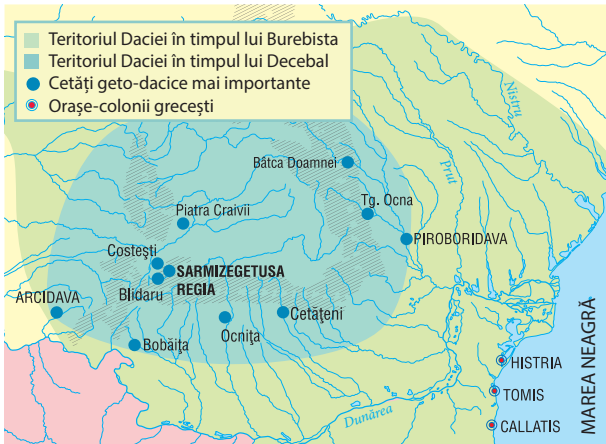 Teritoriul Daciei în timpul lui Burebista
Teritoriul Daciei în timpul lui Decebal
Cetăți geto-dacice mai importante
Orașe-colonii grecești
Nistru
Prut
Bâtca Doamnei
Tg. Ocna
Piatra Craivii
PIROBORIDAVA
Costești
SARMIZEGETUSA
REGIA
Blidaru
ARCIDAVA
Cetățeni
Ocnița
Bobăița
HISTRIA
TOMIS
CALLATIS
Dunărea
MAREA NEAGRĂ